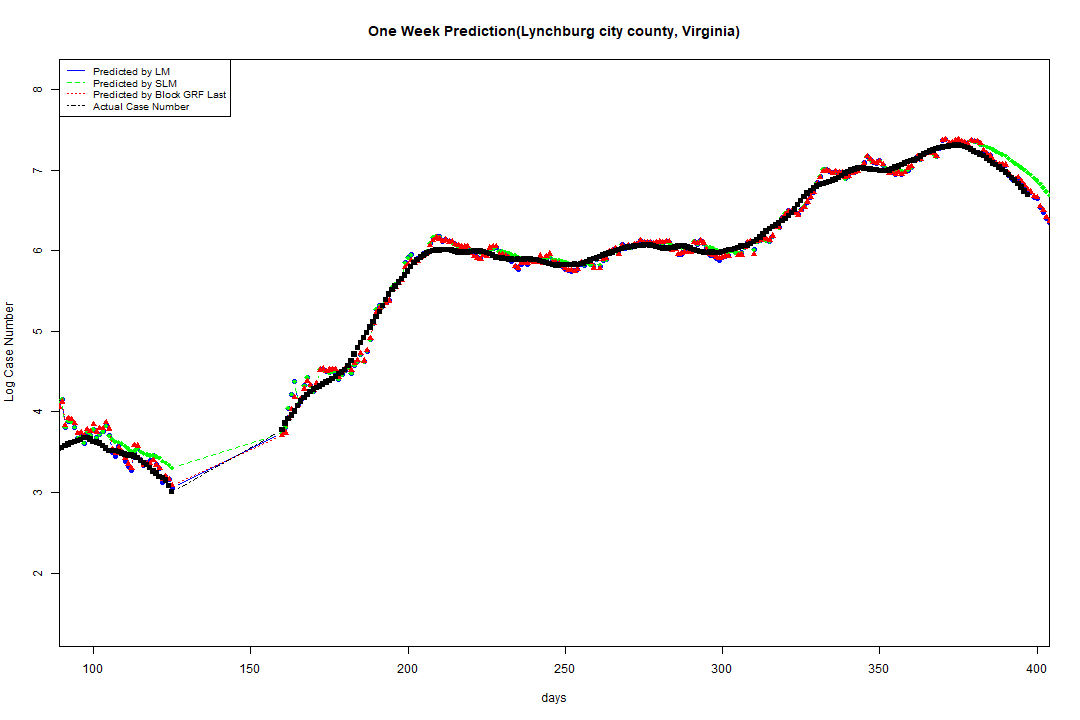 One Week Prediction(Lynchburg city county, Virginia)
Predicted by LM
Predicted by SLM
Predicted by Block GRF Last
Actual Case Number
8
7
6
5
4
3
2
Log Case Number
100 150 200 250 300 350 400
days